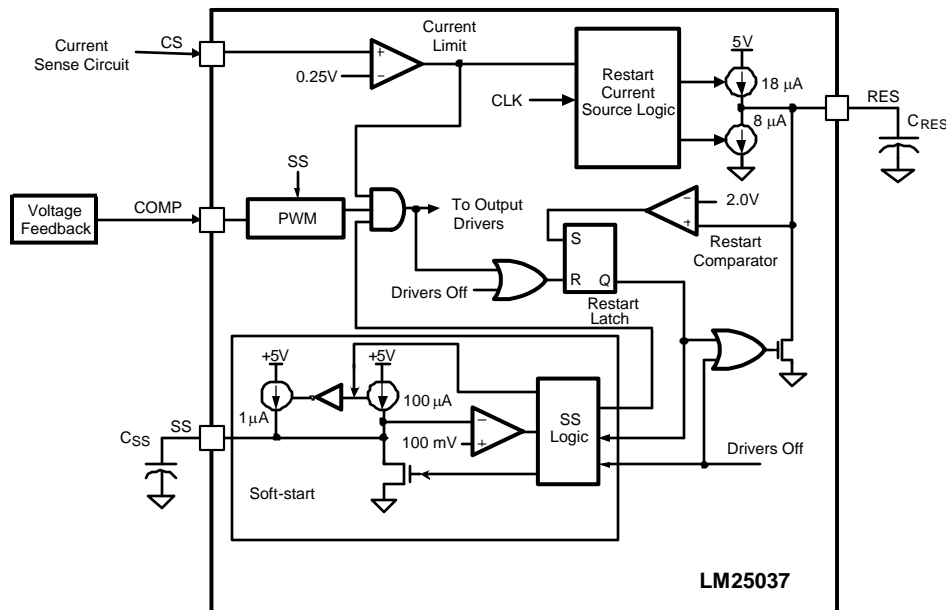 Current
Sense Circuit
CS
0.25V
Current
Limit
CLK
Restart
Current
Source Logic
5V
18 μA
8 μA
RES
CRES
Voltage
Feedback
COMP
SS
PWM
To Output
Drivers
2.0V
Restart
Comparator
S
R
Q
Drivers Off
Restart
Latch
+5V
+5V
1 μA
100 μA
CSS
SS
100 mV
SS
Logic
Drivers Off
Soft-start
LM25037